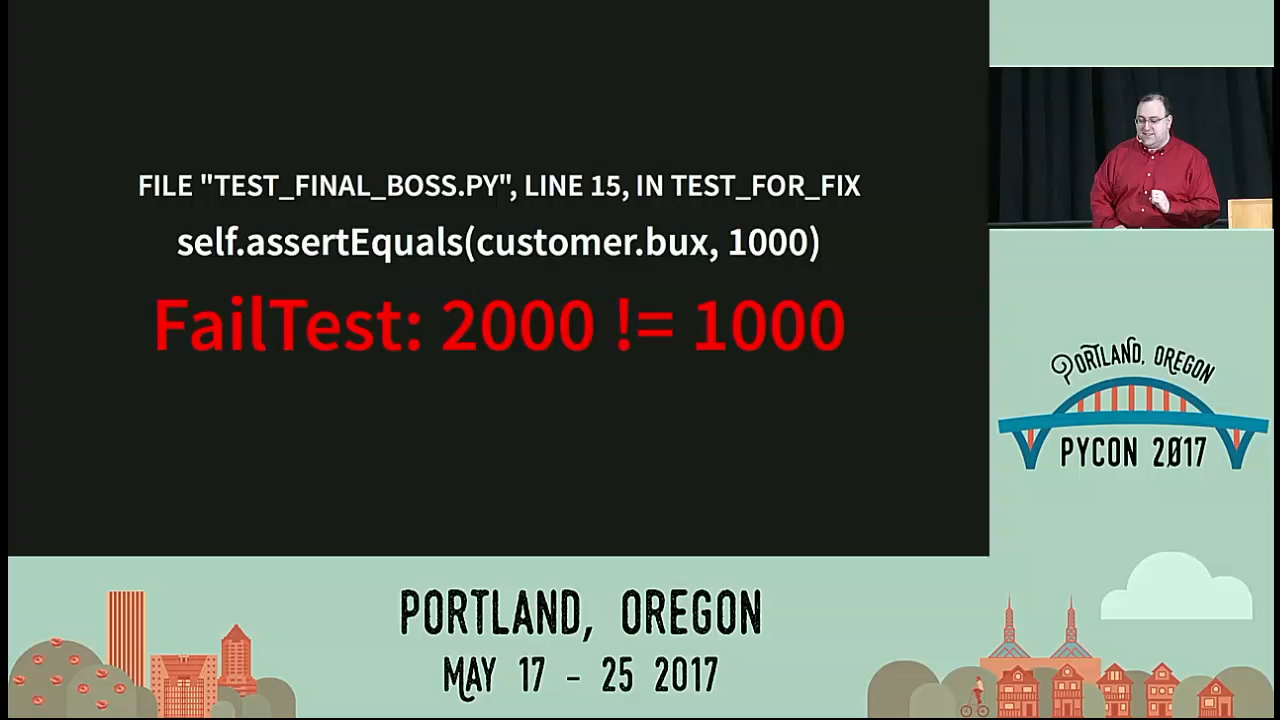 FILE "TEST_FINAL_BOSS.PY", LINE 15, IN TEST_FOR_FIX
self.assertEquals(customer.bux, 1000)
FailTest: 2000 != 1000
PORTLAND, OREGON
PYCON 2017
PORTLAND, OREGON
MAY 17 - 25 2017